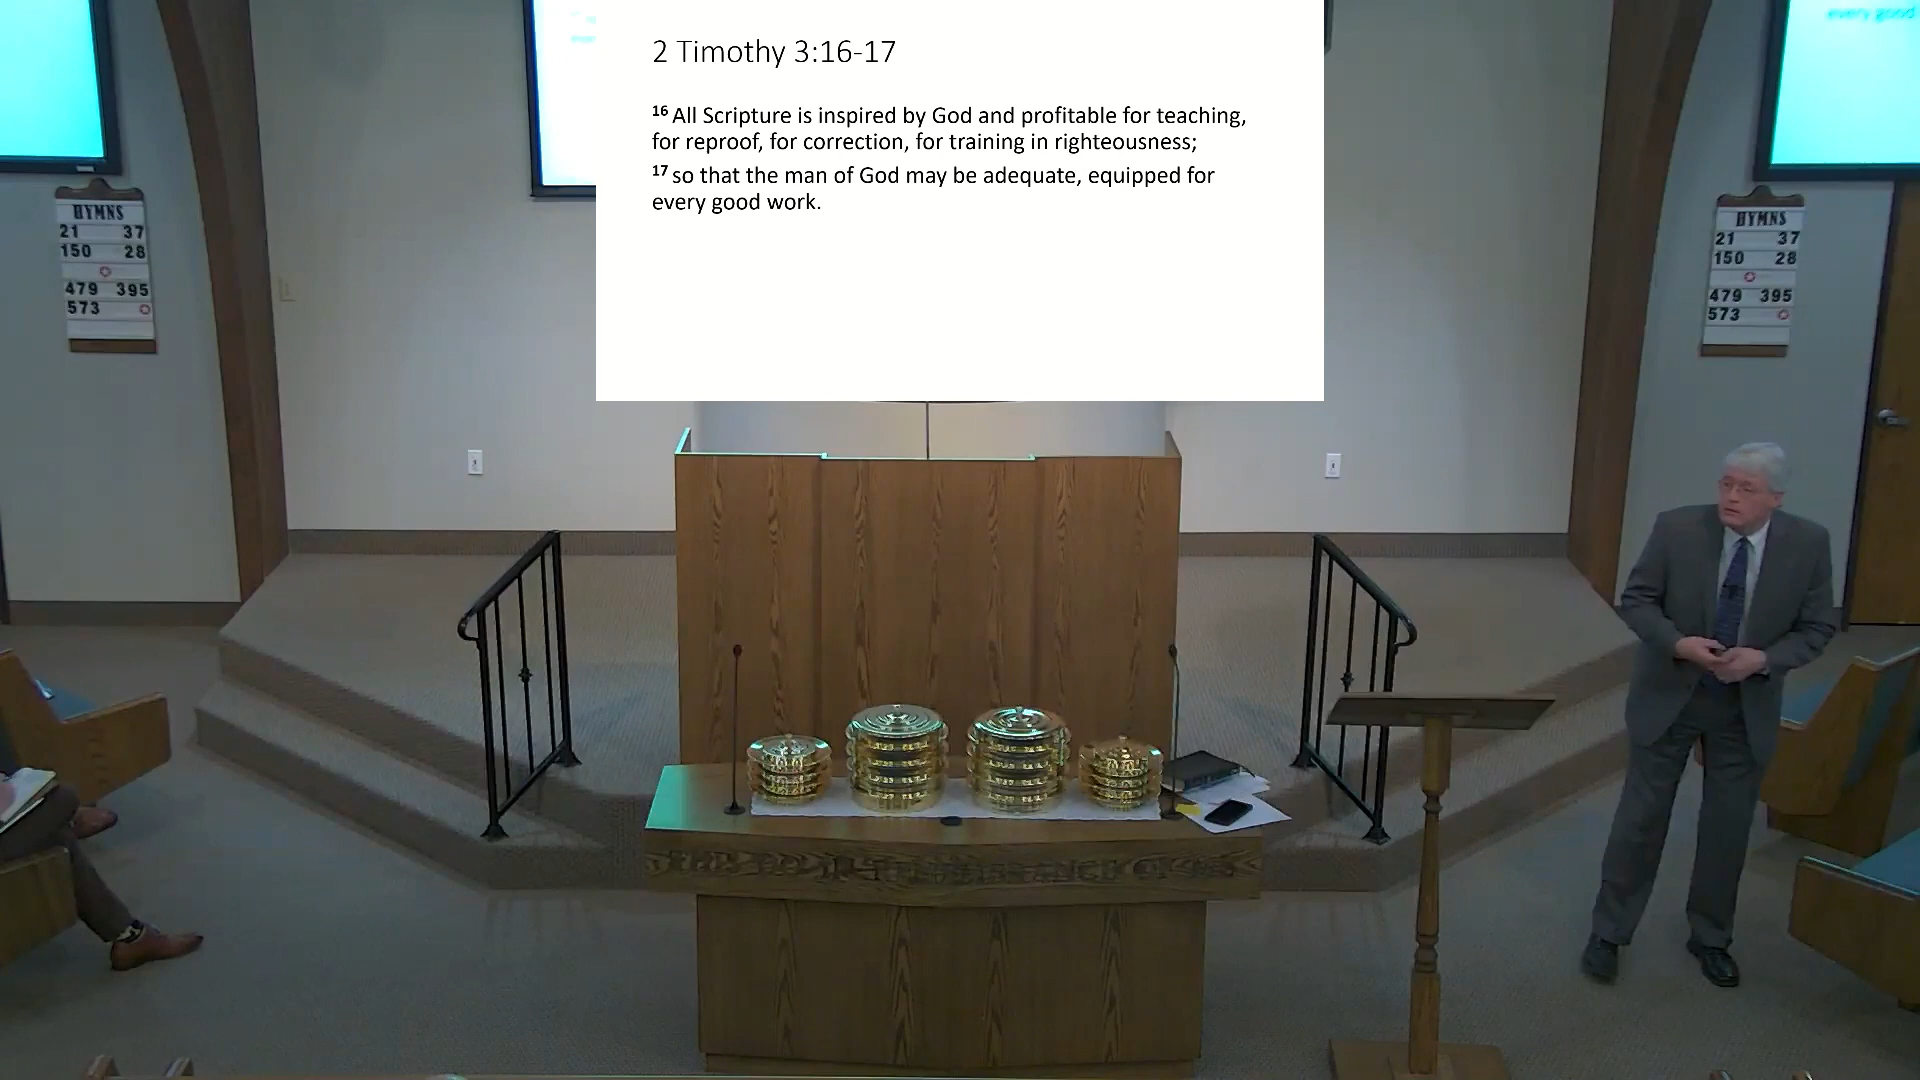 every good
2 Timothy 3:16-17
16 All Scripture is inspired by God and profitable for teaching,
for reproof, for correction, for training in righteousness;
17 so that the man of God may be adequate, equipped for
every good work.
HYMNS
21 37
150 28
479 395
573
HYMNS
21 37
150 28
479 395
573